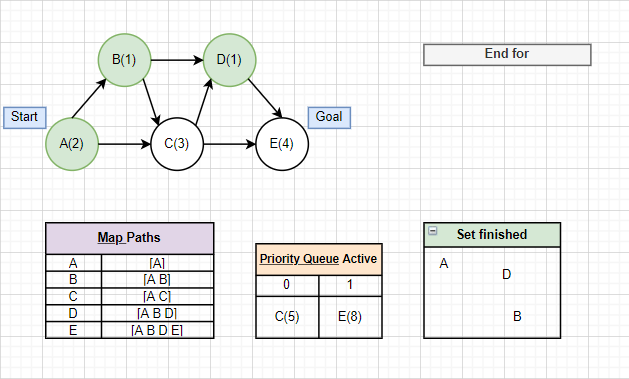 B(1)
D(1)
End for
Start
Goal
A(2)
C(3)
E(4)
Map Paths
A [A]
B [A B]
C [A C]
D [A B D]
E [A B D E]
Priority Queue Active
0 1
C(5) E(8)
Set finished
A
D
B